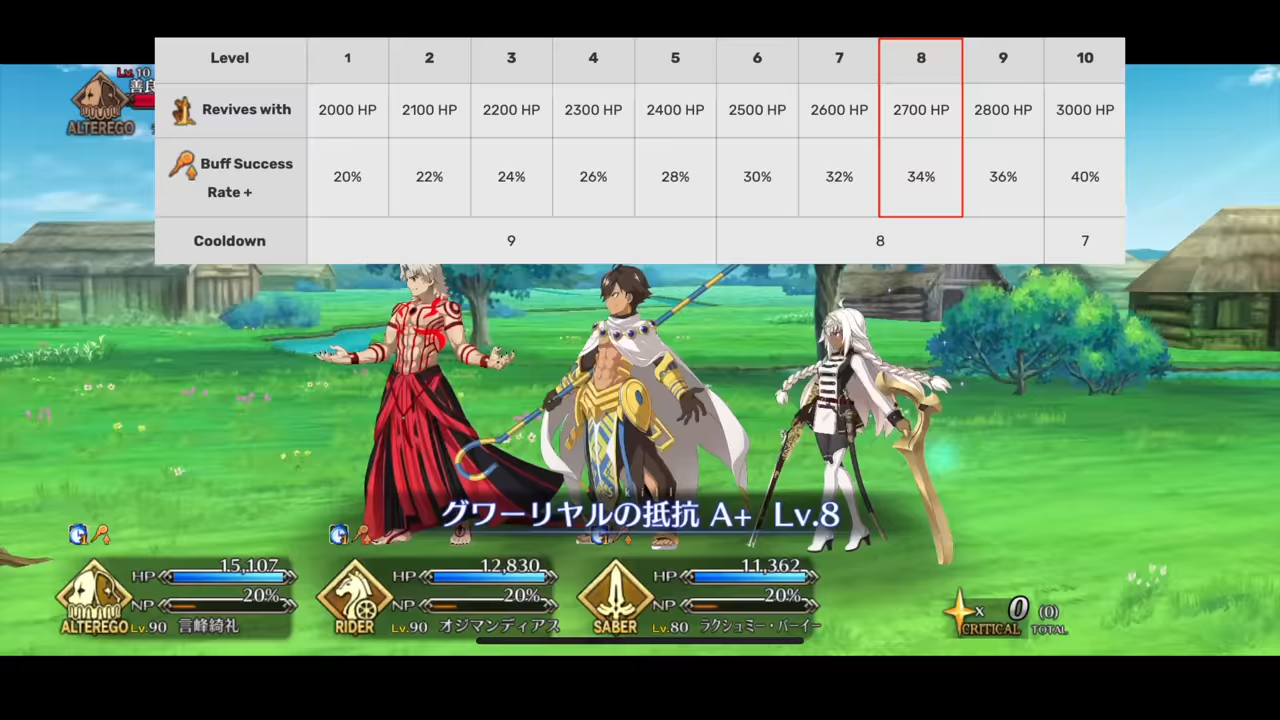 Level 1 2 3 4 5 6 7 8 9 10
Revives with 2000 HP 2100 HP 2200 HP 2300 HP 2400 HP 2500 HP 2600 HP 2700 HP 2800 HP 3000 HP
Buff Success
Rate + 20% 22% 24% 26% 28% 30% 32% 34% 36% 40%
Cooldown 9 8 7
Lv. 10
ALTEREGO
Skill
グワーリヤルの抵抗 A+ Lv.8
HP 15,107
NP 20%
ALTEREGO Lv.90 言峰綺礼
HP 12,830
NP 20%
RIDER Lv.90 オジマンディアス
HP 11,362
NP 20%
SABER Lv.80 ラクシュミー・バーイー
x 0 (0)
CRITICAL TOTAL